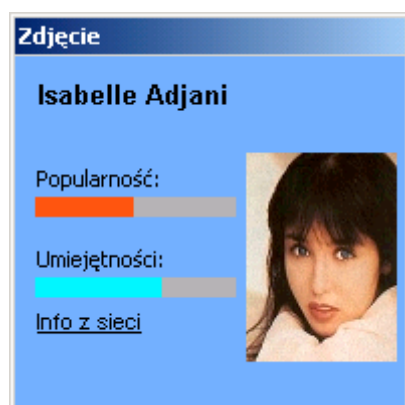 Zdjęcie
Isabelle Adjani
Popularność:
Umiejętności:
Info z sieci